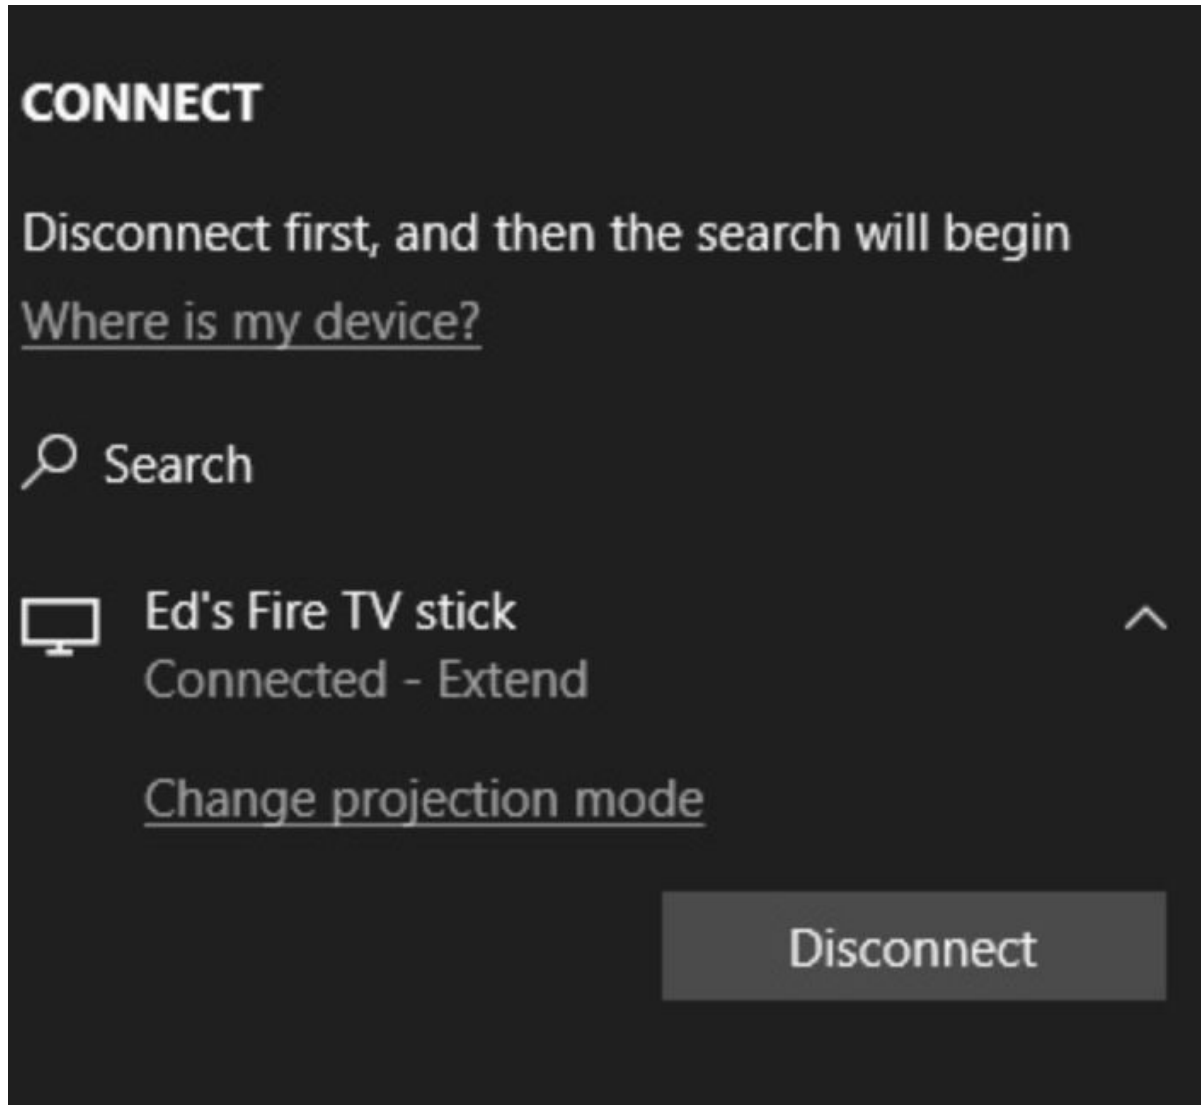 CONNECT
Disconnect first, and then the search will begin
Where is my device?
Search
Ed's Fire TV stick
Connected - Extend
Change projection mode
Disconnect